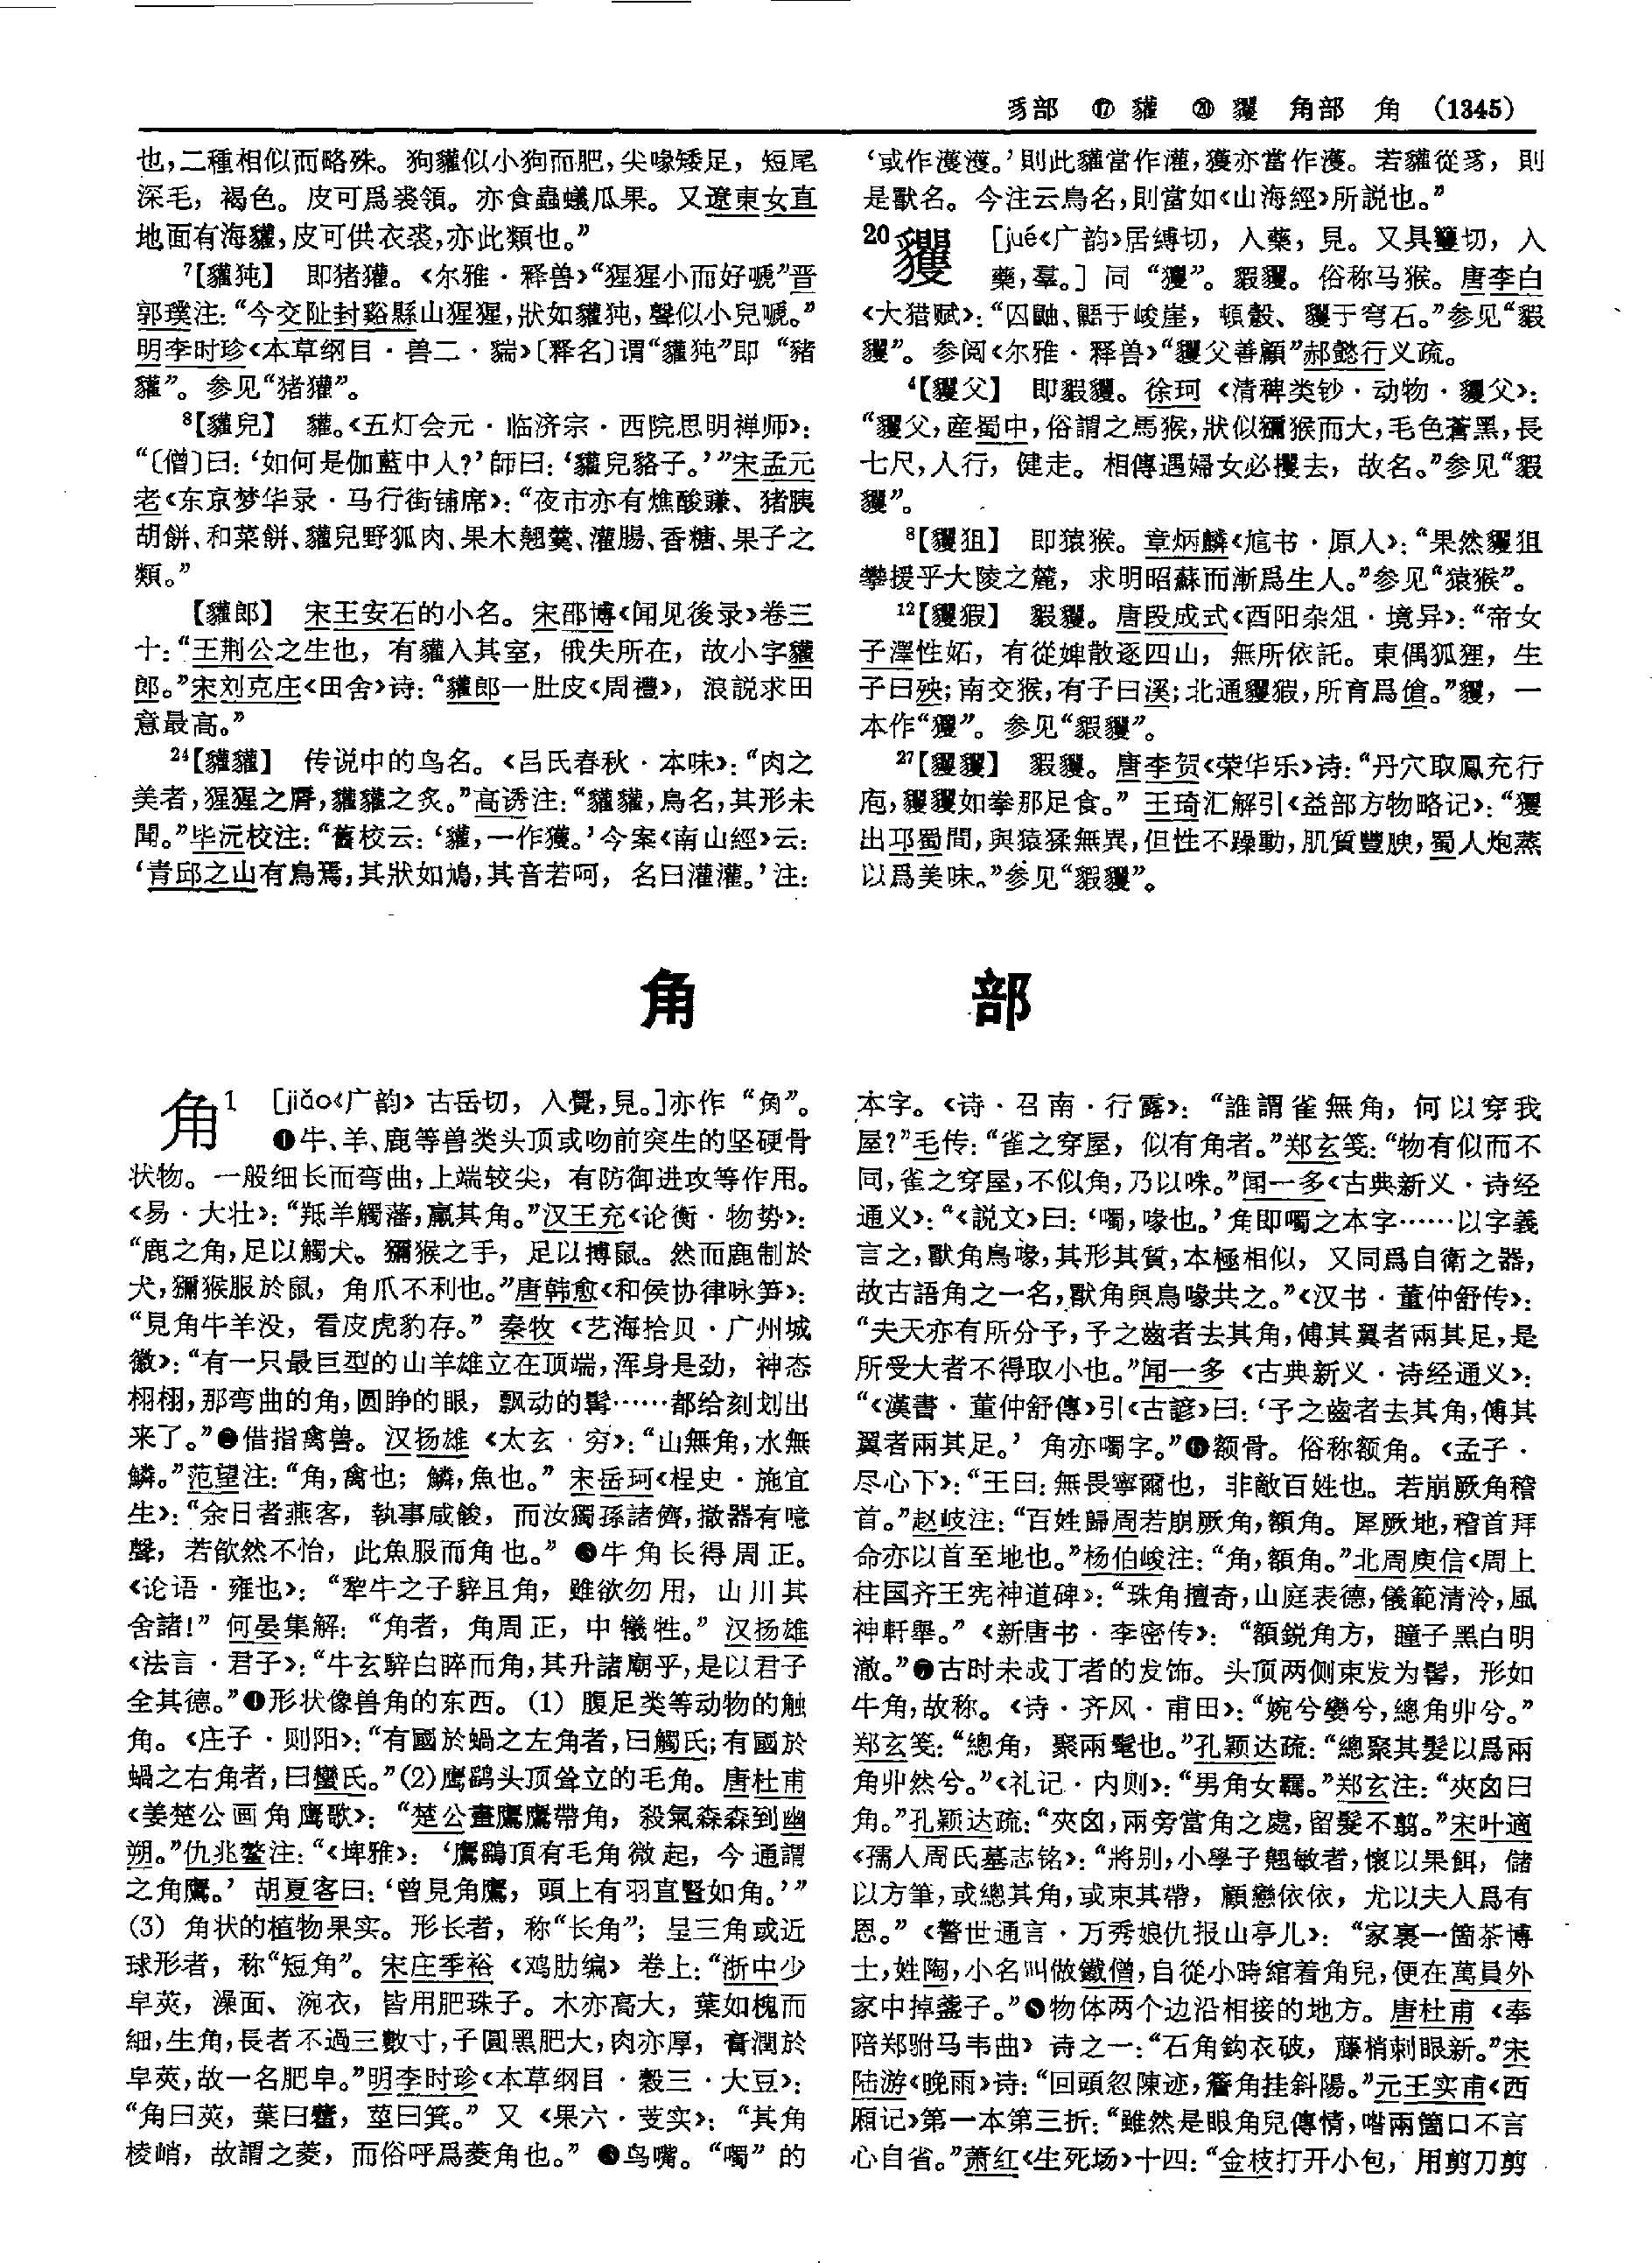 豸部 ⑰ 貛 ⑳ 貜 角部 角 (1345)
也，二種相似而略殊。狗貛似小狗而肥，尖喙矮足，短尾
深毛，褐色。皮可爲裘領。亦食蟲蟻瓜果。又遼東女直
地面有海貛，皮可供衣裘，亦此類也。”
⁷【貛㹠】 即猪獾。《尔雅·释兽》“猩猩小而好嗁”晋
郭璞注：“今交阯封谿縣山猩猩，狀如貛㹠，聲似小兒嗁。”
明李时珍《本草纲目·兽二·貒》〔释名〕谓“貛㹠”即“豬
貛”。参见“猪獾”。
⁸【貛兒】 貛。《五灯会元·临济宗·西院思明禅师》：
“〔僧〕曰：‘如何是伽藍中人？’師曰：‘貛兒貉子。’”宋孟元
老《东京梦华录·马行街铺席》：“夜市亦有燋酸豏、猪胰
胡餅、和菜餅、貛兒野狐肉、果木翹羹、灌腸、香糖、果子之
類。”
【貛郎】 宋王安石的小名。宋邵博《闻见後录》卷三
十：“王荆公之生也，有貛入其室，俄失所在，故小字貛
郎。”宋刘克庄《田舍》诗：“貛郎一肚皮《周禮》，浪説求田
意最高。”
²⁴【貛貛】 传说中的鸟名。《吕氏春秋·本味》：“肉之
美者，猩猩之脣，貛貛之炙。”高诱注：“貛貛，鳥名，其形未
聞。”毕沅校注：“舊校云：‘貛，一作獲。’今案《南山經》云：
‘青邱之山有鳥焉，其狀如鳩，其音若呵，名曰灌灌。’注：
‘或作濩濩。’則此貛當作灌，獲亦當作濩。若貛從豸，則
是獸名。今注云鳥名，則當如《山海經》所説也。”
20 貜 [jué《广韵》居縛切，入藥，見。又具籰切，入
藥，羣。]同“玃”。貑貜。俗称马猴。唐李白
《大猎赋》：“囚鼬、鼯于峻崖，頓豰、貜于穹石。”参见“貑
貜”。参阅《尔雅·释兽》“貜父善顧”郝懿行义疏。
⁴【貜父】 即貑貜。徐珂《清稗类钞·动物·貜父》：
“貜父，産蜀中，俗謂之馬猴，狀似獼猴而大，毛色蒼黑，長
七尺，人行，健走。相傳遇婦女必攫去，故名。”参见“貑
貜”。
⁸【貜狙】 即猿猴。章炳麟《訄书·原人》：“果然貜狙
攀援乎大陵之麓，求明昭蘇而漸爲生人。”参见“猿猴”。
¹²【貜猳】 貑貜。唐段成式《酉阳杂俎·境异》：“帝女
子澤性妬，有從婢散逐四山，無所依託。東偶狐狸，生
子曰殃；南交猴，有子曰溪；北通貜猳，所育爲傖。”貜，一
本作“玃”。参见“貑貜”。
²⁷【貜貜】 貑貜。唐李贺《荣华乐》诗：“丹穴取鳳充行
庖，貜貜如拳那足食。”王琦汇解引《益部方物略记》：“玃
出邛蜀間，與猿猱無異，但性不躁動，肌質豐腴，蜀人炮蒸
以爲美味。”参见“貑貜”。
角 部
角1 [jiǎo《广韵》古岳切，入覺，見。]亦作“𧢲”。
❶牛、羊、鹿等兽类头顶或吻前突生的坚硬骨
状物。一般细长而弯曲，上端较尖，有防御进攻等作用。
《易·大壮》：“羝羊觸藩，羸其角。”汉王充《论衡·物势》：
“鹿之角，足以觸犬。獼猴之手，足以搏鼠。然而鹿制於
犬，獼猴服於鼠，角爪不利也。”唐韩愈《和侯协律咏笋》：
“見角牛羊没，看皮虎豹存。”秦牧《艺海拾贝·广州城
徽》：“有一只最巨型的山羊雄立在顶端，浑身是劲，神态
栩栩，那弯曲的角，圆睁的眼，飘动的髯……都给刻划出
来了。”❷借指禽兽。汉扬雄《太玄·穷》：“山無角，水無
鱗。”范望注：“角，禽也；鱗，魚也。”宋岳珂《桯史·施宜
生》：“余日者燕客，執事咸餕，而汝獨孫諸儕，撤器有噫
聲，若歆然不怡，此魚服而角也。”❸牛角长得周正。
《论语·雍也》：“犂牛之子騂且角，雖欲勿用，山川其
舍諸！”何晏集解：“角者，角周正，中犧牲。”汉扬雄
《法言·君子》：“牛玄騂白睟而角，其升諸廟乎，是以君子
全其德。”❹形状像兽角的东西。(1) 腹足类等动物的触
角。《庄子·则阳》：“有國於蝸之左角者，曰觸氏；有國於
蝸之右角者，曰蠻氏。”(2)鹰鹞头顶耸立的毛角。唐杜甫
《姜楚公画角鹰歌》：“楚公畫鷹鷹帶角，殺氣森森到幽
朔。”仇兆鳌注：“《埤雅》：‘鷹鷂頂有毛角微起，今通謂
之角鷹。’胡夏客曰：‘曾見角鷹，頭上有羽直豎如角。’”
(3) 角状的植物果实。形长者，称“长角”；呈三角或近
球形者，称“短角”。宋庄季裕《鸡肋编》卷上：“浙中少
皁莢，澡面、浣衣，皆用肥珠子。木亦高大，葉如槐而
細，生角，長者不過三數寸，子圓黑肥大，肉亦厚，膏潤於
皁莢，故一名肥皁。”明李时珍《本草纲目·穀三·大豆》：
“角曰莢，葉曰藿，莖曰箕。”又《果六·芰实》：“其角
棱峭，故謂之菱，而俗呼爲菱角也。”❺鸟嘴。“噣”的
本字。《诗·召南·行露》：“誰謂雀無角，何以穿我
屋？”毛传：“雀之穿屋，似有角者。”郑玄笺：“物有似而不
同，雀之穿屋，不似角，乃以咮。”闻一多《古典新义·诗经
通义》：“《説文》曰：‘噣，喙也。’角即噣之本字……以字義
言之，獸角鳥喙，其形其質，本極相似，又同爲自衛之器，
故古語角之一名，獸角與鳥喙共之。”《汉书·董仲舒传》：
“夫天亦有所分予，予之齒者去其角，傅其翼者兩其足，是
所受大者不得取小也。”闻一多《古典新义·诗经通义》：
“《漢書·董仲舒傳》引《古諺》曰：‘予之齒者去其角，傅其
翼者兩其足。’角亦噣字。”❻额骨。俗称额角。《孟子·
尽心下》：“王曰：無畏寧爾也，非敵百姓也。若崩厥角稽
首。”赵岐注：“百姓歸周若崩厥角，額角。犀厥地，稽首拜
命亦以首至地也。”杨伯峻注：“角，額角。”北周庾信《周上
柱国齐王宪神道碑》：“珠角擅奇，山庭表德，儀範清泠，風
神軒舉。”《新唐书·李密传》：“額鋭角方，瞳子黑白明
澈。”❼古时未成丁者的发饰。头顶两侧束发为髻，形如
牛角，故称。《诗·齐风·甫田》：“婉兮孌兮，總角丱兮。”
郑玄笺：“總角，聚兩髦也。”孔颖达疏：“總聚其髮以爲兩
角丱然兮。”《礼记·内则》：“男角女羈。”郑玄注：“夾囟曰
角。”孔颖达疏：“夾囟，兩旁當角之處，留髮不翦。”宋叶適
《孺人周氏墓志铭》：“將别，小學子翹敏者，懷以果餌，儲
以方筆，或總其角，或束其帶，顧戀依依，尤以夫人爲有
恩。”《警世通言·万秀娘仇报山亭儿》：“家裏一箇茶博
士，姓陶，小名叫做鐵僧，自從小時綰着角兒，便在萬員外
家中掉盞子。”❽物体两个边沿相接的地方。唐杜甫《奉
陪郑驸马韦曲》诗之一：“石角鈎衣破，藤梢刺眼新。”宋
陆游《晚雨》诗：“回頭忽陳迹，簷角挂斜陽。”元王实甫《西
厢记》第一本第三折：“雖然是眼角兒傳情，喒兩箇口不言
心自省。”萧红《生死场》十四：“金枝打开小包，用剪刀剪